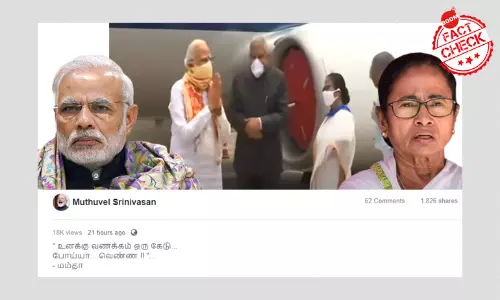 BOOM
FACT
CHECK
Muthuvel Srinivasan
62 Comments 1,826 shares
18K views · 21 hours ago ·
" உனக்கு வணக்கம் ஒரு கேடு...
போய்யா... வெண்ண !! "...
- மம்தா